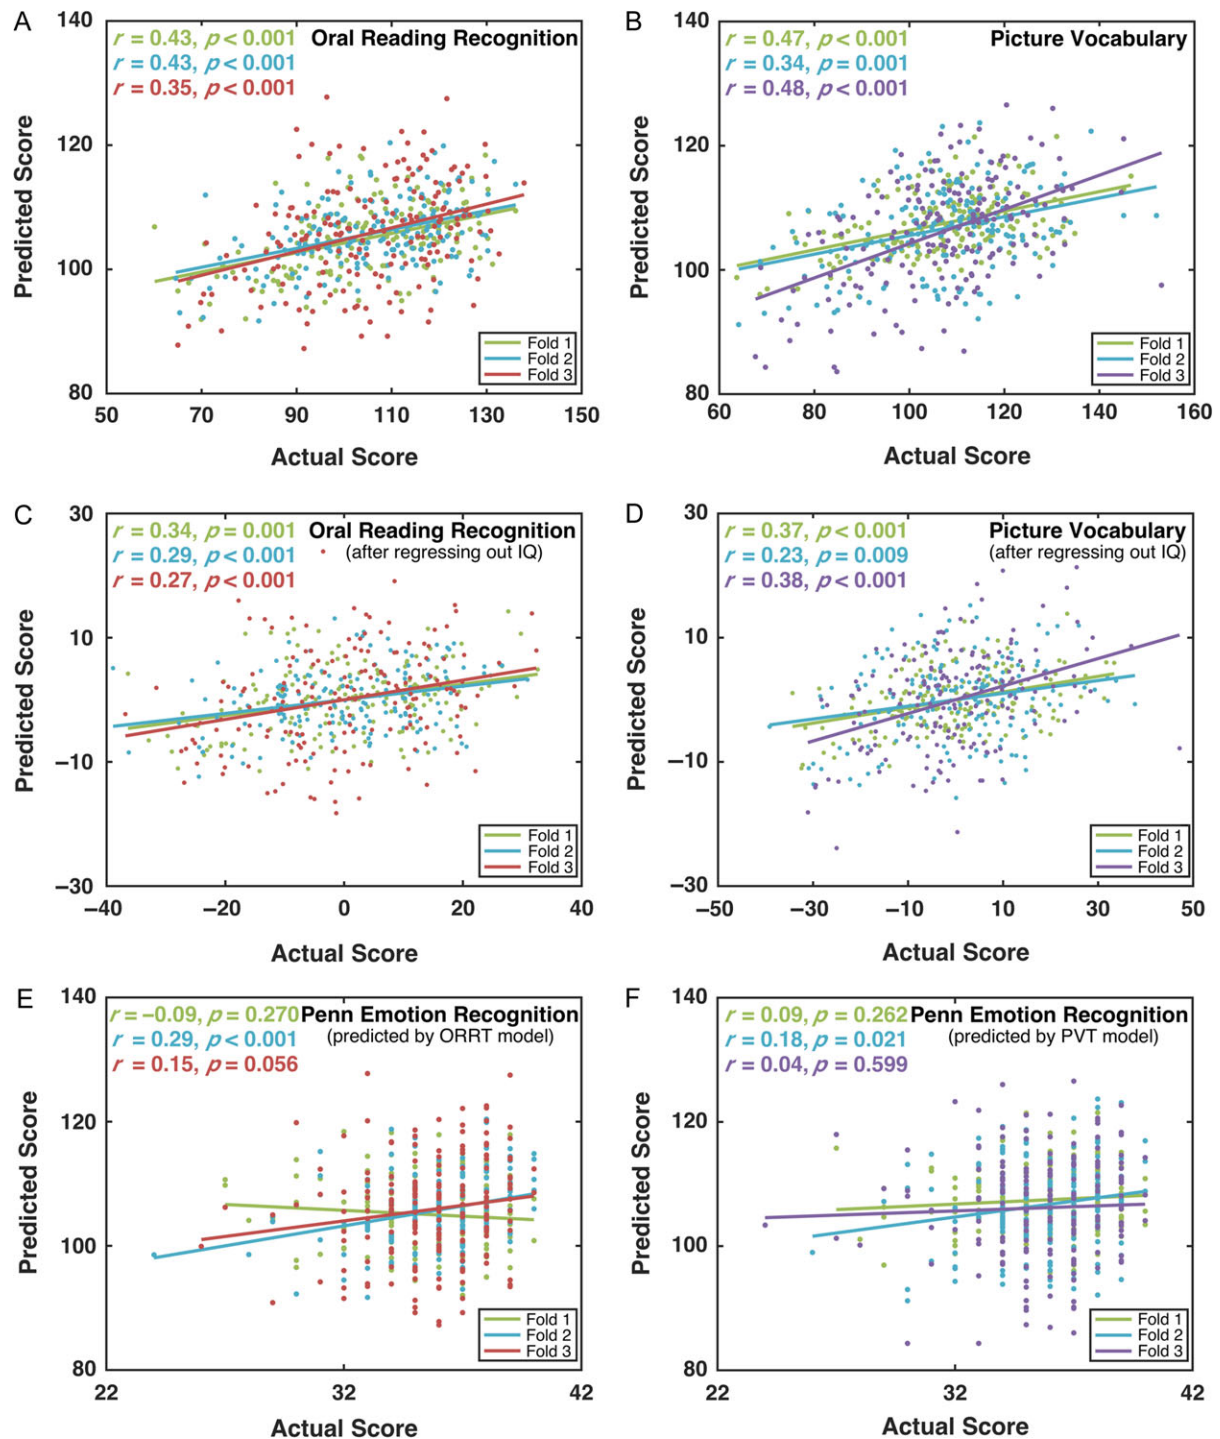 A
140
120
100
80
r = 0.43, p < 0.001
r = 0.43, p < 0.001
r = 0.35, p < 0.001
Oral Reading Recognition
Predicted Score
Fold 1
Fold 2
Fold 3
50 70 90 110 130 150
Actual Score
B
140
120
100
80
r = 0.47, p < 0.001
r = 0.34, p = 0.001
r = 0.48, p < 0.001
Picture Vocabulary
Predicted Score
Fold 1
Fold 2
Fold 3
60 80 100 120 140 160
Actual Score
C
30
10
−10
−30
r = 0.34, p = 0.001
r = 0.29, p < 0.001
r = 0.27, p < 0.001
Oral Reading Recognition
(after regressing out IQ)
Predicted Score
Fold 1
Fold 2
Fold 3
−40 −20 0 20 40
Actual Score
D
30
10
−10
−30
r = 0.37, p < 0.001
r = 0.23, p = 0.009
r = 0.38, p < 0.001
Picture Vocabulary
(after regressing out IQ)
Predicted Score
Fold 1
Fold 2
Fold 3
−50 −30 −10 10 30 50
Actual Score
E
140
120
100
80
r = −0.09, p = 0.270
r = 0.29, p < 0.001
r = 0.15, p = 0.056
Penn Emotion Recognition
(predicted by ORRT model)
Predicted Score
Fold 1
Fold 2
Fold 3
22 32 42
Actual Score
F
140
120
100
80
r = 0.09, p = 0.262
r = 0.18, p = 0.021
r = 0.04, p = 0.599
Penn Emotion Recognition
(predicted by PVT model)
Predicted Score
Fold 1
Fold 2
Fold 3
22 32 42
Actual Score